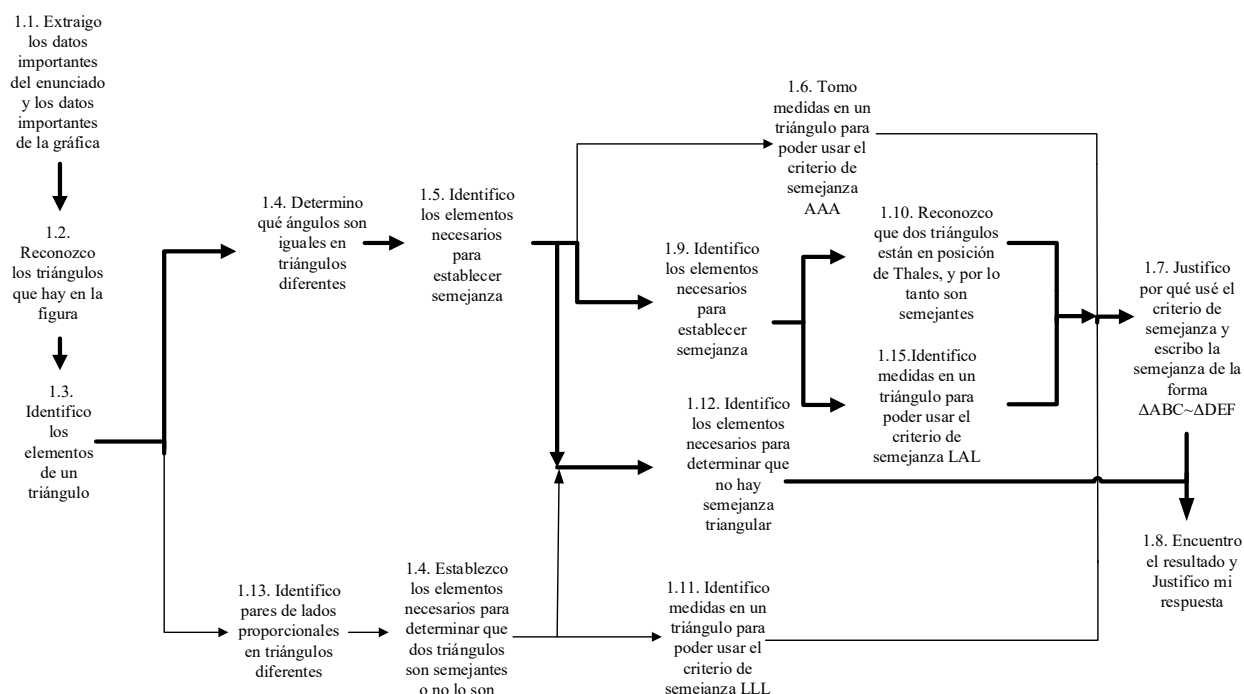 1.1. Extraigo
los datos
importantes
del enunciado
y los datos
importantes
de la gráfica
1.2.
Reconozco
los triángulos
que hay en la
figura
1.3.
Identifico
los
elementos
de un
triángulo
1.4. Determino
qué ángulos son
iguales en
triángulos
diferentes
1.5. Identifico
los elementos
necesarios
para
establecer
semejanza
1.6. Tomo
medidas en un
triángulo para
poder usar el
criterio de
semejanza
AAA
1.9. Identifico
los elementos
necesarios
para
establecer
semejanza
1.10. Reconozco
que dos triángulos
están en posición
de Thales, y por lo
tanto son
semejantes
1.15.Identifico
medidas en un
triángulo para
poder usar el
criterio de
semejanza LAL
1.12. Identifico
los elementos
necesarios para
determinar que
no hay
semejanza
triangular
1.7. Justifico
por qué usé el
criterio de
semejanza y
escribo la
semejanza de la
forma
ΔABC~ΔDEF
1.8. Encuentro
el resultado y
Justifico mi
respuesta
1.13. Identifico
pares de lados
proporcionales
en triángulos
diferentes
1.4. Establezco
los elementos
necesarios para
determinar que
dos triángulos
son semejantes
o no lo son
1.11. Identifico
medidas en un
triángulo para
poder usar el
criterio de
semejanza LLL